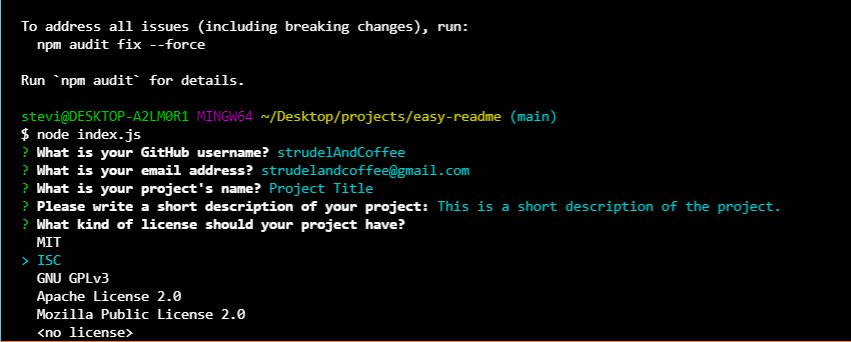 To address all issues (including breaking changes), run:
npm audit fix --force
Run `npm audit` for details.
stevi@DESKTOP-A2LM0R1 MINGW64 ~/Desktop/projects/easy-readme (main)
$ node index.js
? What is your GitHub username? strudelAndCoffee
? What is your email address? strudelandcoffee@gmail.com
? What is your project's name? Project Title
? Please write a short description of your project: This is a short description of the project.
? What kind of license should your project have?
MIT
> ISC
GNU GPLv3
Apache License 2.0
Mozilla Public License 2.0
<no license>